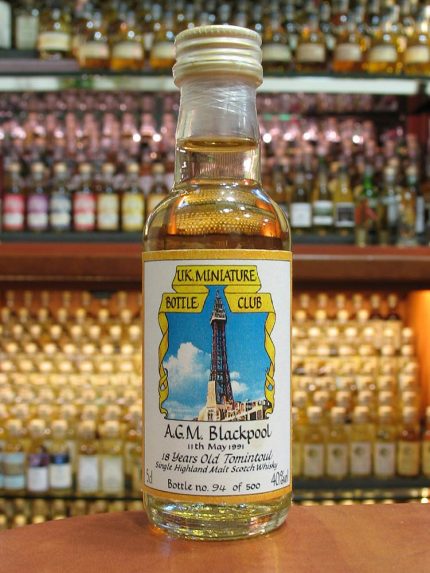 U.K. MINIATURE
BOTTLE CLUB
A.G.M. Blackpool
11th May 1991
18 Years Old Tomintoul
Single Highland Malt Scotch Whisky
5cl 40%vol
Bottle no. 94 of 500